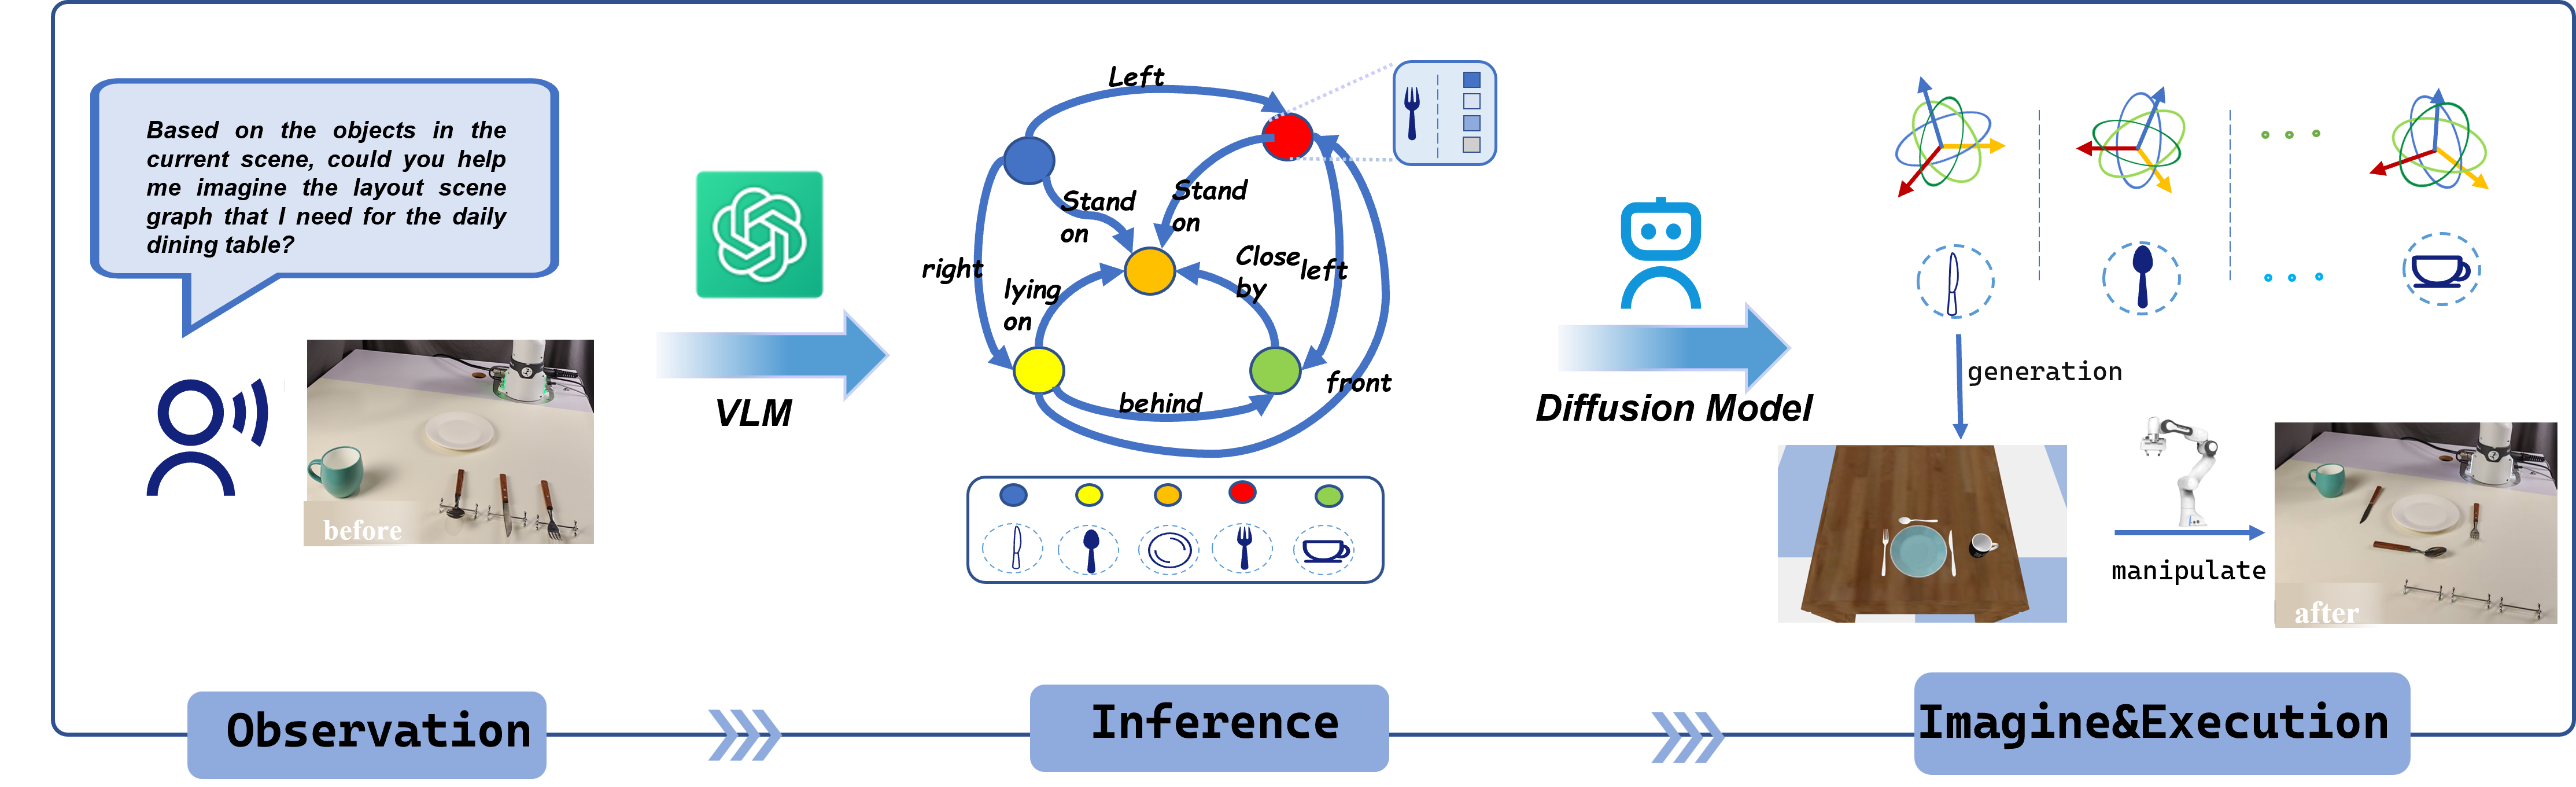 Based on the objects in the
current scene, could you help
me imagine the layout scene
graph that I need for the daily
dining table?
before
VLM
Left
Stand
on
Stand
on
right
lying
on
Close
by
left
behind
front
Diffusion Model
generation
manipulate
after
Observation
Inference
Imagine&Execution